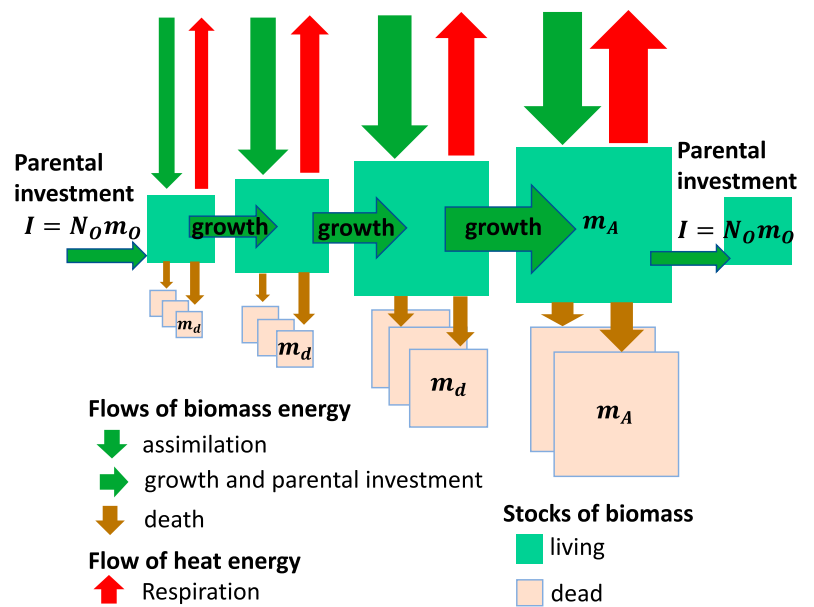 Parental
investment
I = N_O m_O
growth
growth
growth
m_A
Parental
investment
I = N_O m_O
m_d
m_d
m_d
m_A
Flows of biomass energy
assimilation
growth and parental investment
death
Flow of heat energy
Respiration
Stocks of biomass
living
dead